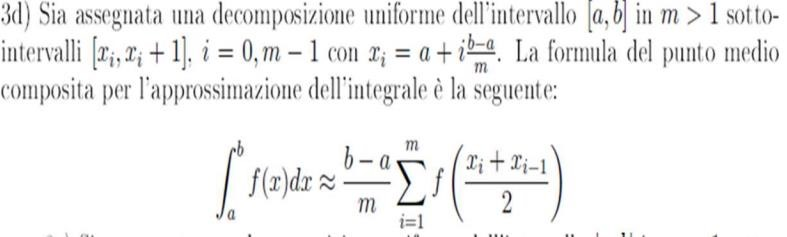 3d) Sia assegnata una decomposizione uniforme dell'intervallo [a, b] in m > 1 sotto-
intervalli [x_i, x_i + 1], i = 0, m − 1 con x_i = a + i\frac{b−a}{m}. La formula del punto medio
composita per l'approssimazione dell'integrale è la seguente:
\int_a^b f(x)dx ≈ \frac{b − a}{m} \sum_{i=1}^{m} f\left(\frac{x_i + x_{i−1}}{2}\right)